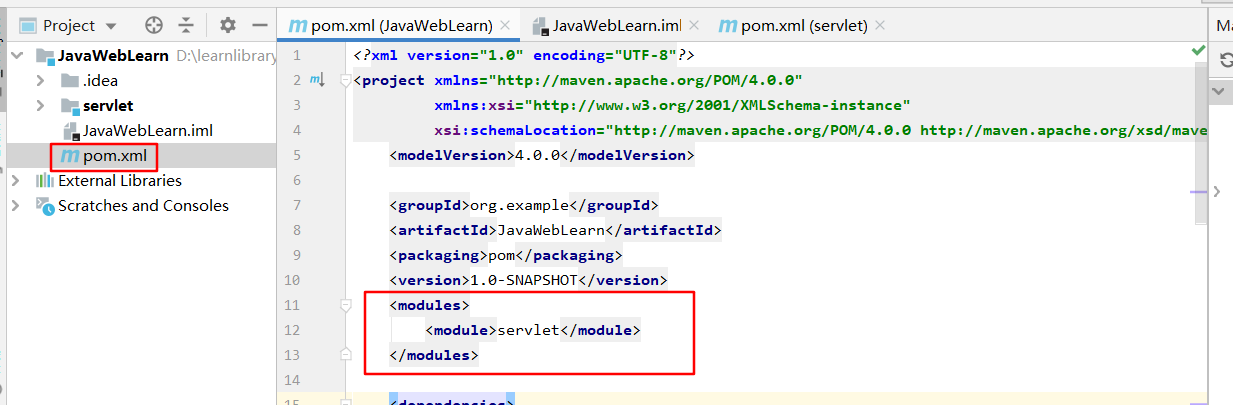 Project
JavaWebLearn D:\learnlibrary
.idea
servlet
JavaWebLearn.iml
pom.xml
External Libraries
Scratches and Consoles
pom.xml (JavaWebLearn)
JavaWebLearn.iml
pom.xml (servlet)
1 <?xml version="1.0" encoding="UTF-8"?>
2 <project xmlns="http://maven.apache.org/POM/4.0.0"
3 xmlns:xsi="http://www.w3.org/2001/XMLSchema-instance"
4 xsi:schemaLocation="http://maven.apache.org/POM/4.0.0 http://maven.apache.org/xsd/mave
5 <modelVersion>4.0.0</modelVersion>
6
7 <groupId>org.example</groupId>
8 <artifactId>JavaWebLearn</artifactId>
9 <packaging>pom</packaging>
10 <version>1.0-SNAPSHOT</version>
11 <modules>
12 <module>servlet</module>
13 </modules>
14
15 <dependencies>
Ma